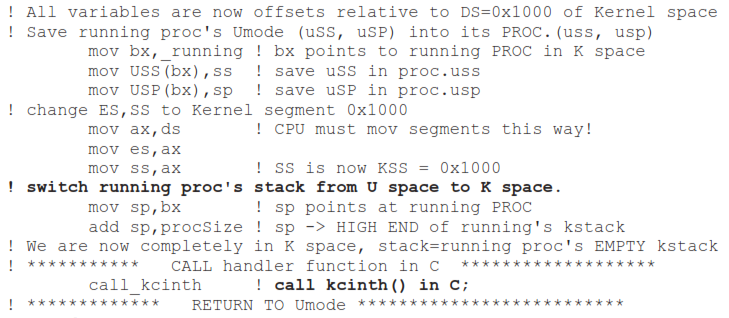 ! All variables are now offsets relative to DS=0x1000 of Kernel space
! Save running proc's Umode (uSS, uSP) into its PROC.(uss, usp)
mov bx,_running ! bx points to running PROC in K space
mov USS(bx),ss ! save uSS in proc.uss
mov USP(bx),sp ! save uSP in proc.usp
! change ES,SS to Kernel segment 0x1000
mov ax,ds ! CPU must mov segments this way!
mov es,ax
mov ss,ax ! SS is now KSS = 0x1000
! switch running proc's stack from U space to K space.
mov sp,bx ! sp points at running PROC
add sp,procSize ! sp -> HIGH END of running's kstack
! We are now completely in K space, stack=running proc's EMPTY kstack
! *********** CALL handler function in C *******************
call_kcinth ! call kcinth() in C;
! ************* RETURN TO Umode **************************